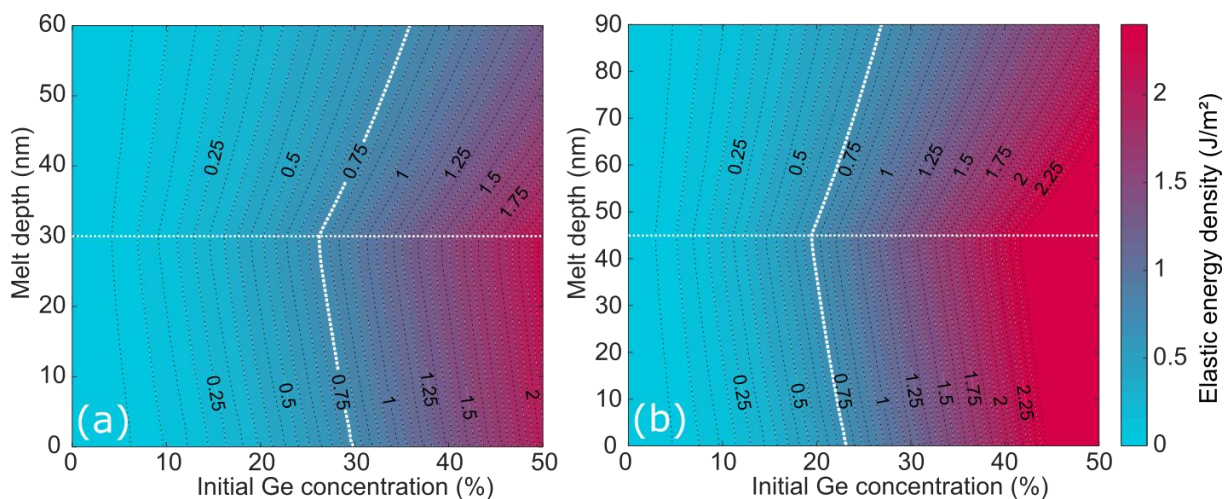 (a)
Melt depth (nm)
60
50
40
30
20
10
0
0 10 20 30 40 50
Initial Ge concentration (%)
0.25 0.5 0.75 1 1.25 1.5 1.75
0.25 0.5 0.75 1 1.25 1.5 2
(b)
Melt depth (nm)
90
80
70
60
50
40
30
20
10
0
0 10 20 30 40 50
Initial Ge concentration (%)
0.25 0.5 0.75 1 1.25 1.5 1.75 2 2.25
0.25 0.5 0.75 1 1.25 1.5 1.75 2 2.25
2
1.5
1
0.5
0
Elastic energy density (J/m²)